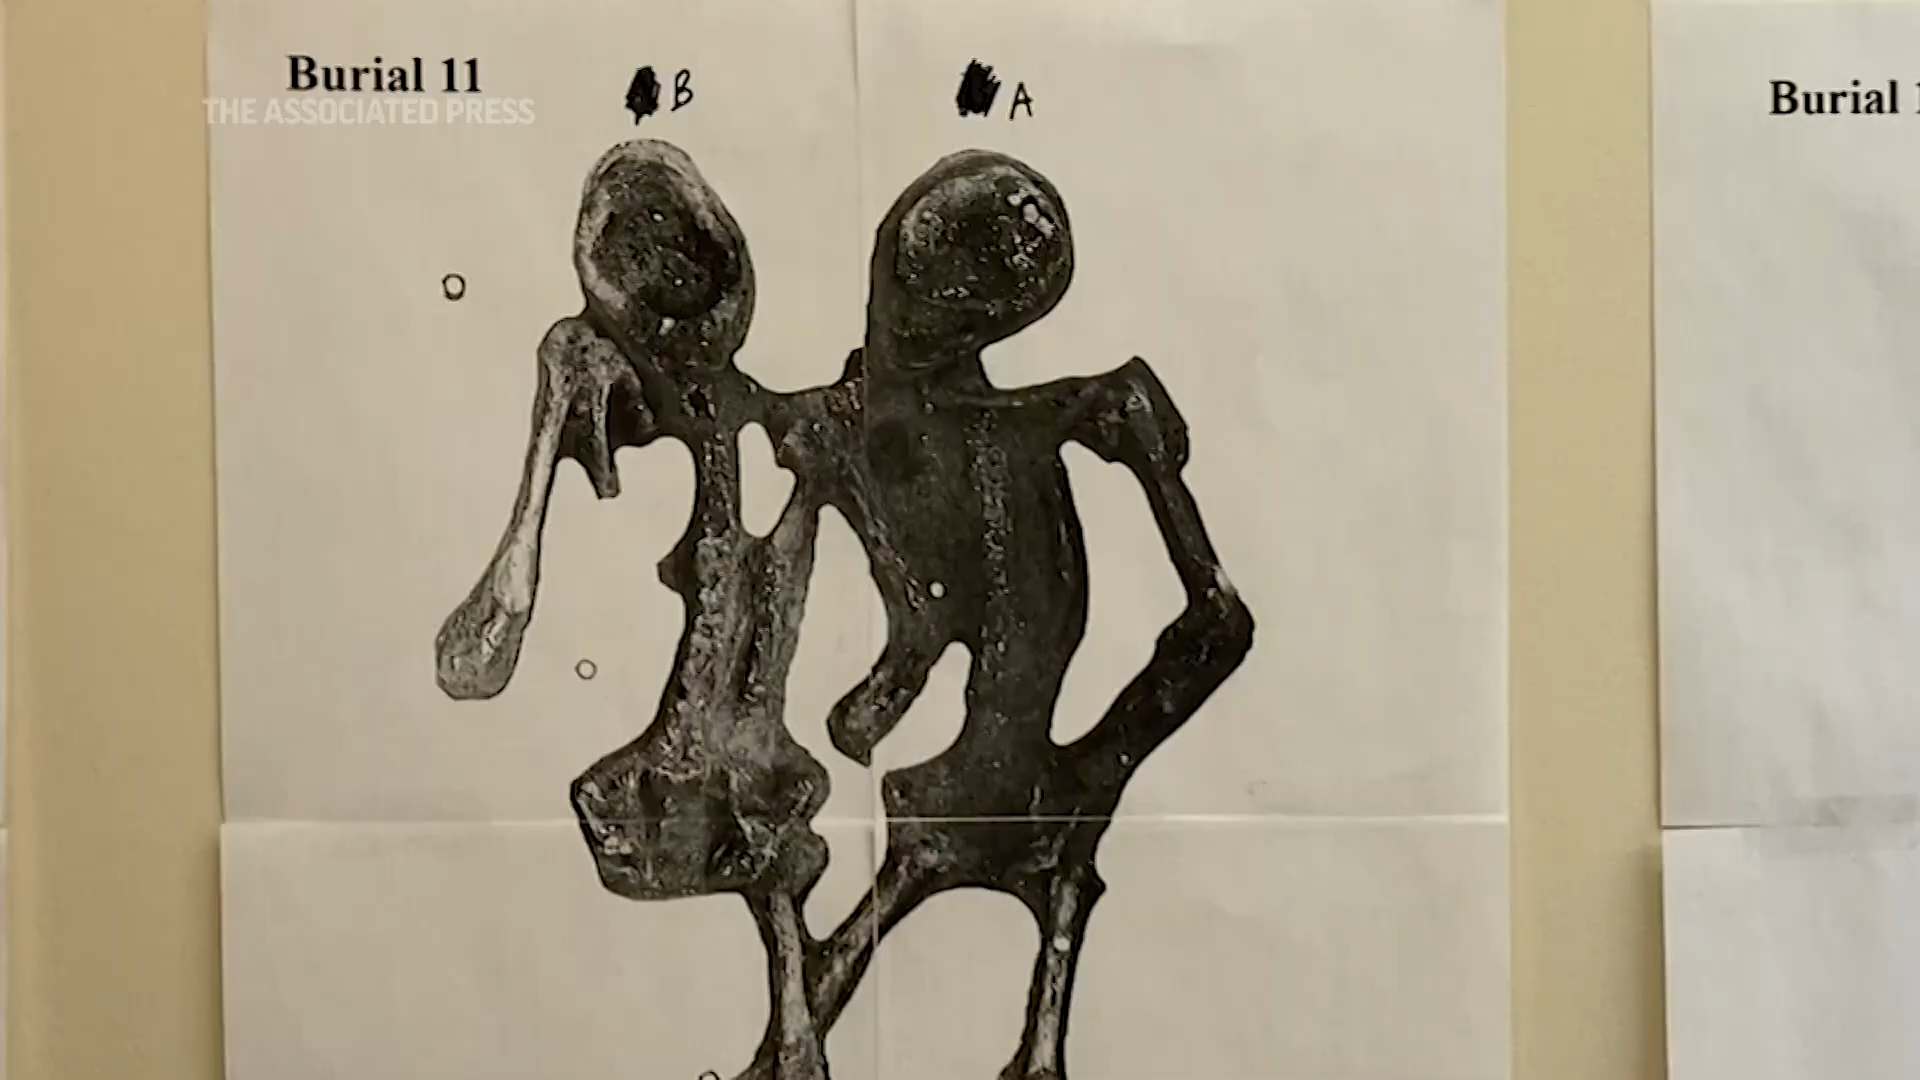 Burial 11
THE ASSOCIATED PRESS
B
A
Burial